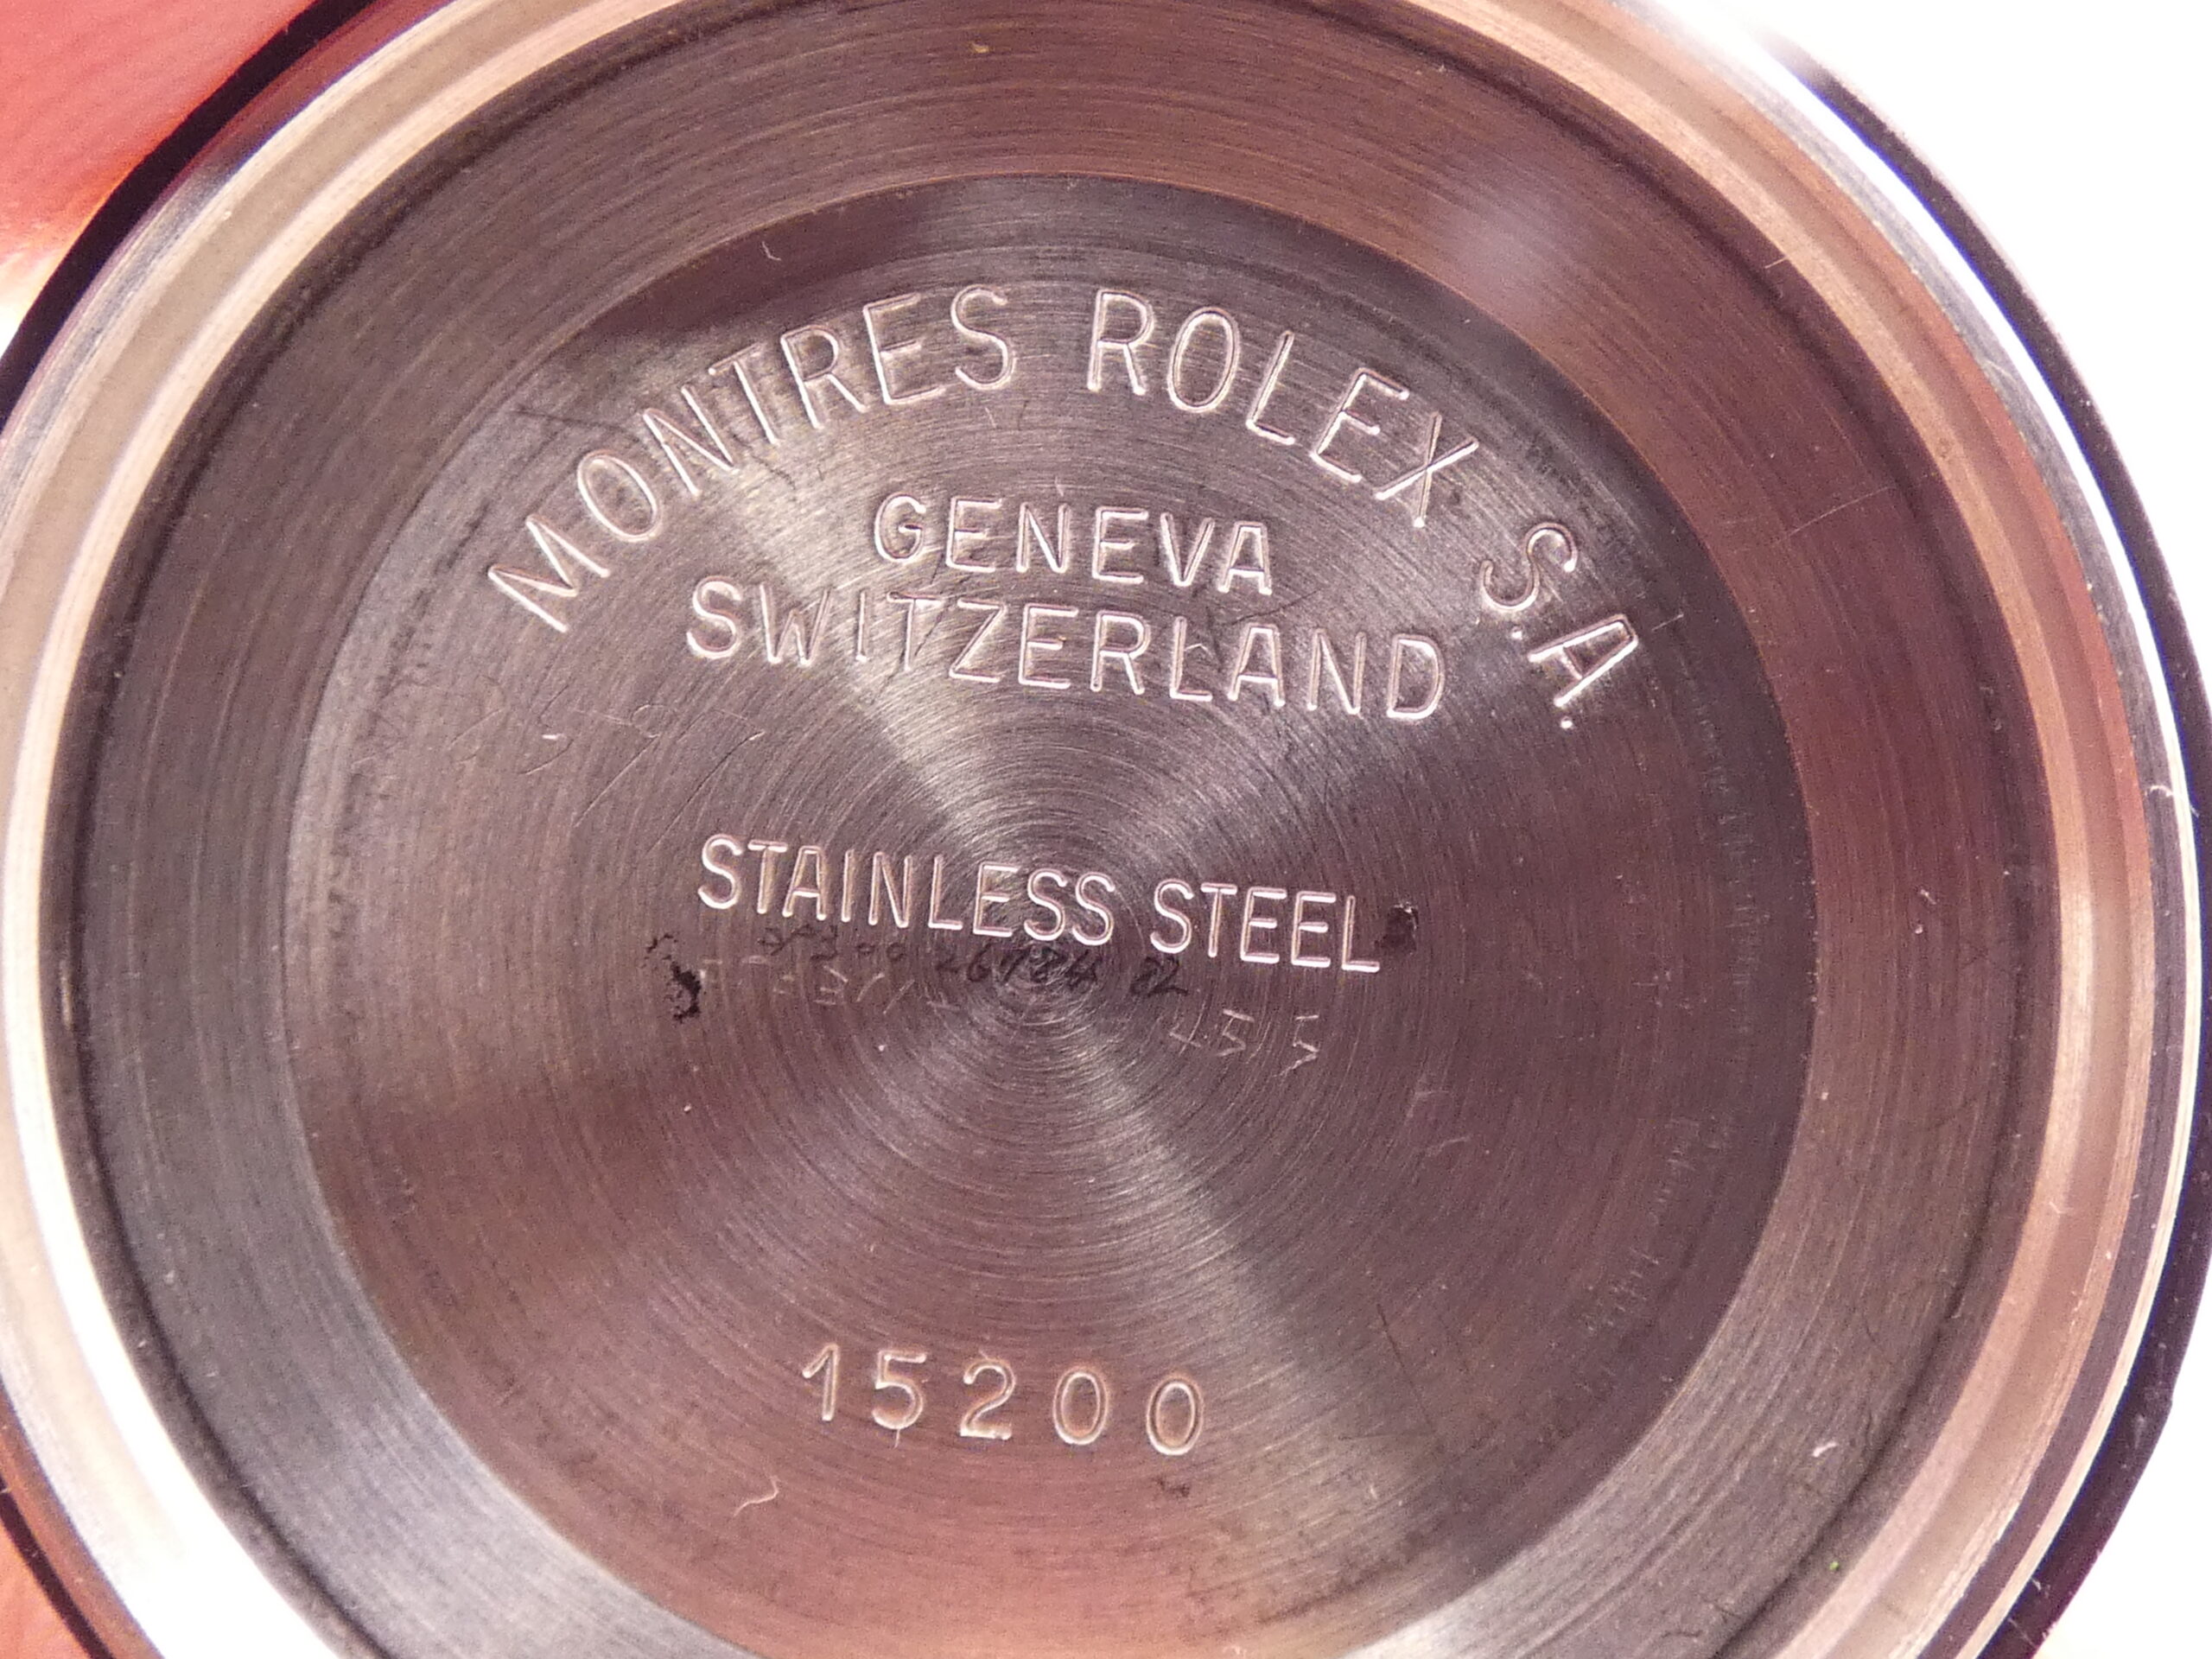 MONTRES ROLEX S.A.
GENEVA
SWITZERLAND
STAINLESS STEEL
15200